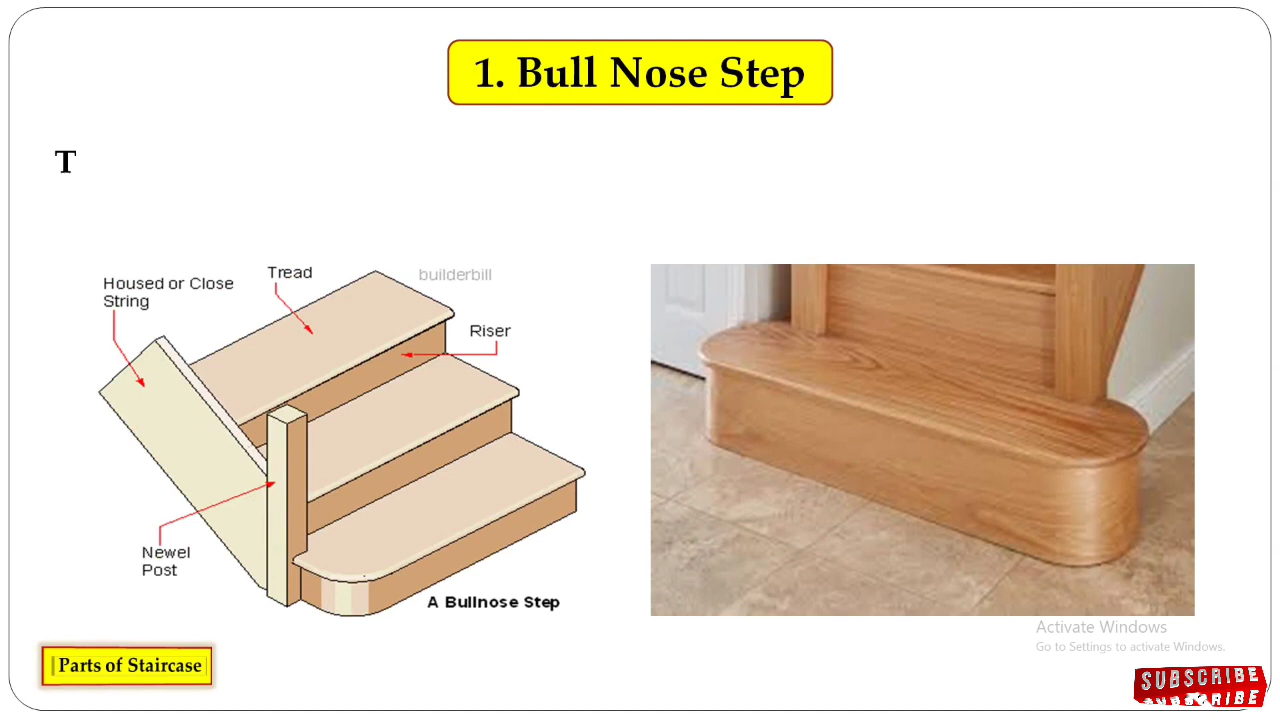 1. Bull Nose Step
T
Tread
builderbill
Housed or Close
String
Riser
Newel
Post
A Bullnose Step
Activate Windows
Go to Settings to activate Windows.
Parts of Staircase
SUBSCRIBE
SUBSCRIBE